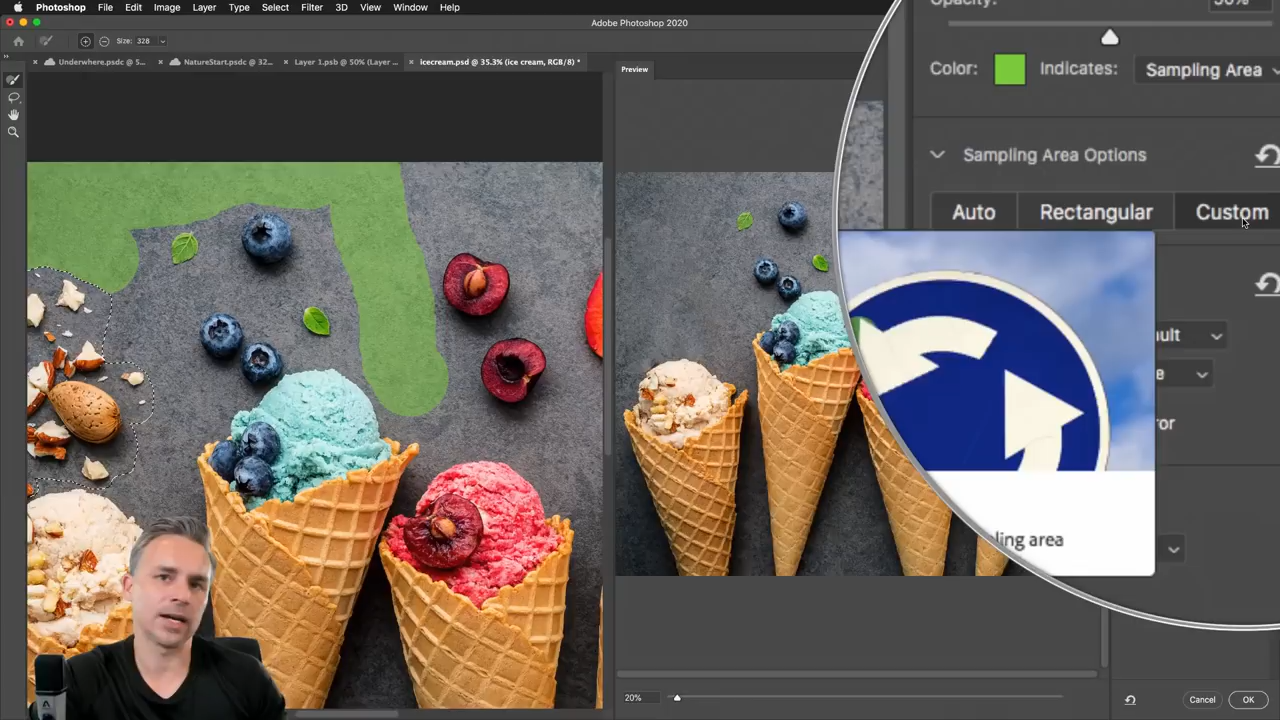 Photoshop File Edit Image Layer Type Select Filter 3D View Window Help
Adobe Photoshop 2020
Size: 328
Underwhere.psdc @ 5... NatureStart.psdc @ 32... Layer 1.psb @ 50% (Layer ... icecream.psd @ 35.3% (ice cream, RGB/8) *
Preview
Opacity:
Color: Indicates: Sampling Area
Sampling Area Options
Auto Rectangular Custom
ling area
20%
Cancel OK